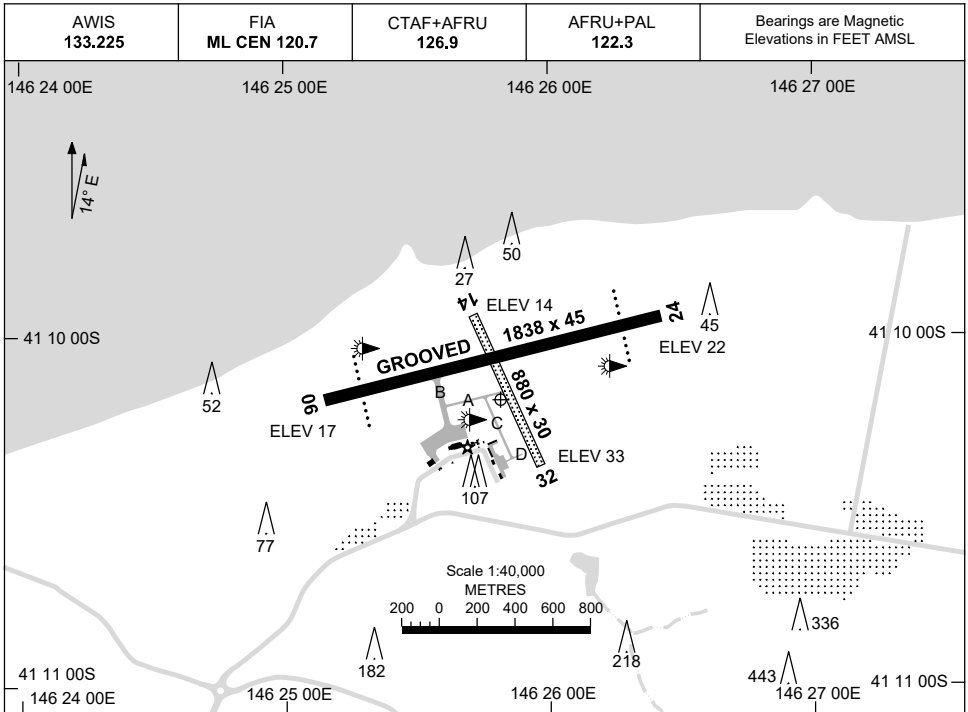 AWIS
133.225
FIA
ML CEN 120.7
CTAF+AFRU
126.9
AFRU+PAL
122.3
Bearings are Magnetic
Elevations in FEET AMSL
146 24 00E
146 25 00E
146 26 00E
146 27 00E
14° E
50
27
14
ELEV 14
45
24
41 10 00S
41 10 00S
1838 x 45
GROOVED
ELEV 22
52
06
ELEV 17
B
A
880 x 30
C
D
ELEV 33
32
107
77
Scale 1:40,000
METRES
200 0 200 400 600 800
336
182
218
443
41 11 00S
41 11 00S
146 24 00E
146 25 00E
146 26 00E
146 27 00E